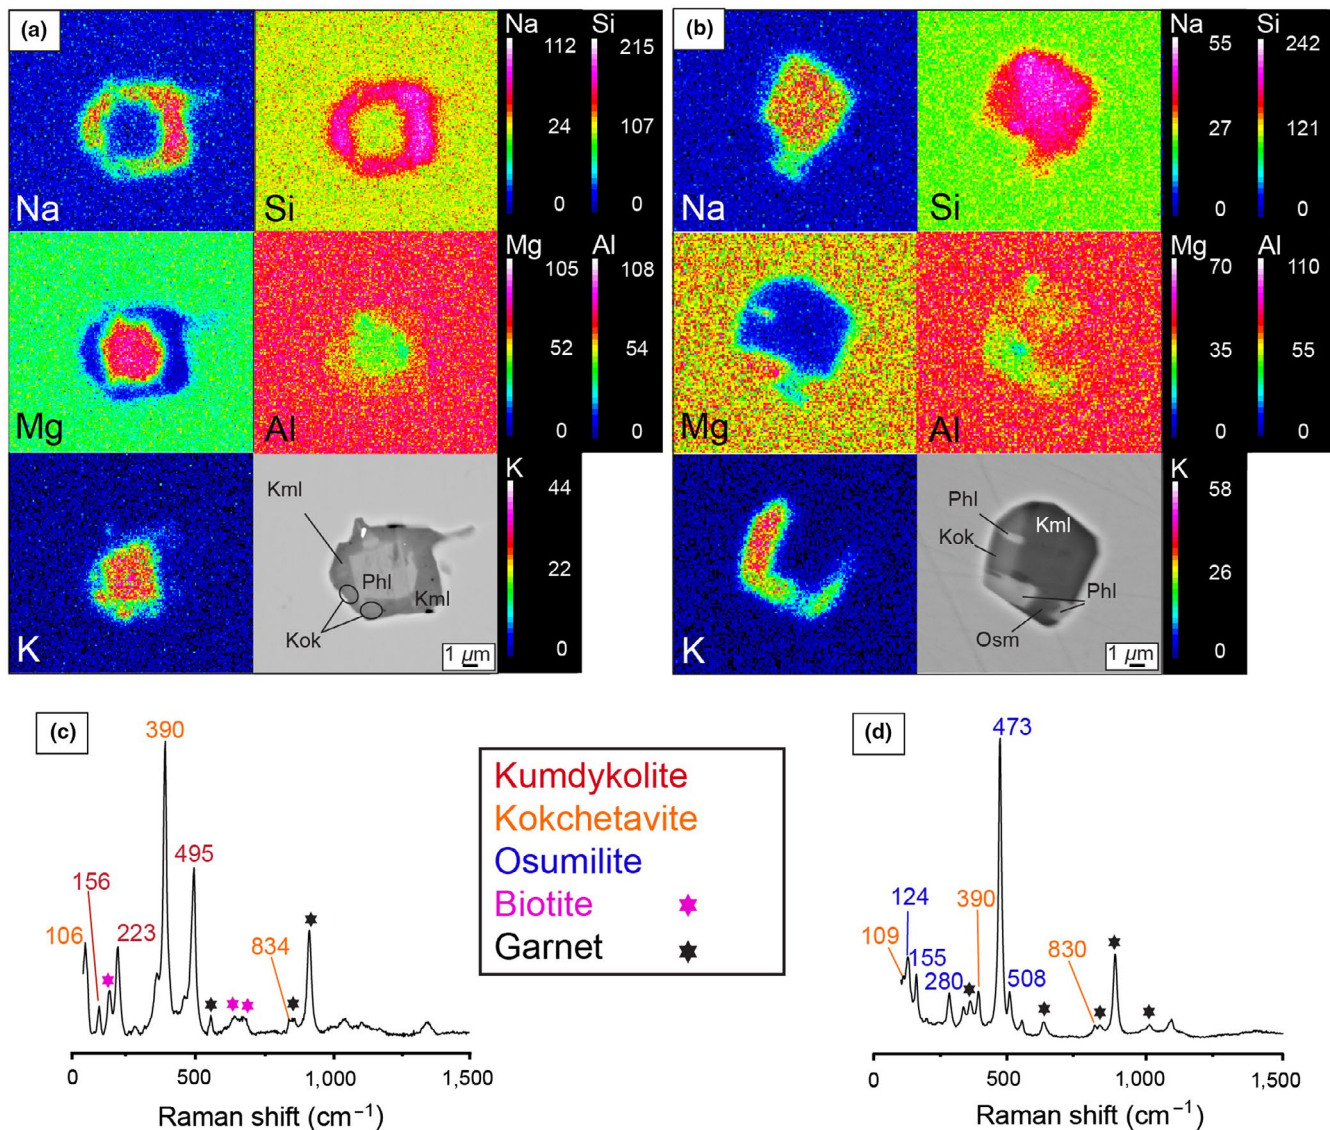 (a)
Na
Si
Na
112
24
0
Si
215
107
0
Mg
Al
Mg
105
52
0
Al
108
54
0
K
K
44
22
0
Kml
Phl
Kml
Kok
1 µm
(b)
Na
Si
Na
55
27
0
Si
242
121
0
Mg
Al
Mg
70
35
0
Al
110
55
0
K
K
58
26
0
Phl
Kml
Kok
Phl
Osm
1 µm
(c)
390
495
156
106
223
834
0
500
1,000
1,500
Raman shift (cm⁻¹)
Kumdykolite
Kokchetavite
Osumilite
Biotite
Garnet
(d)
473
124
390
109
155
830
280
508
0
500
1,000
1,500
Raman shift (cm⁻¹)